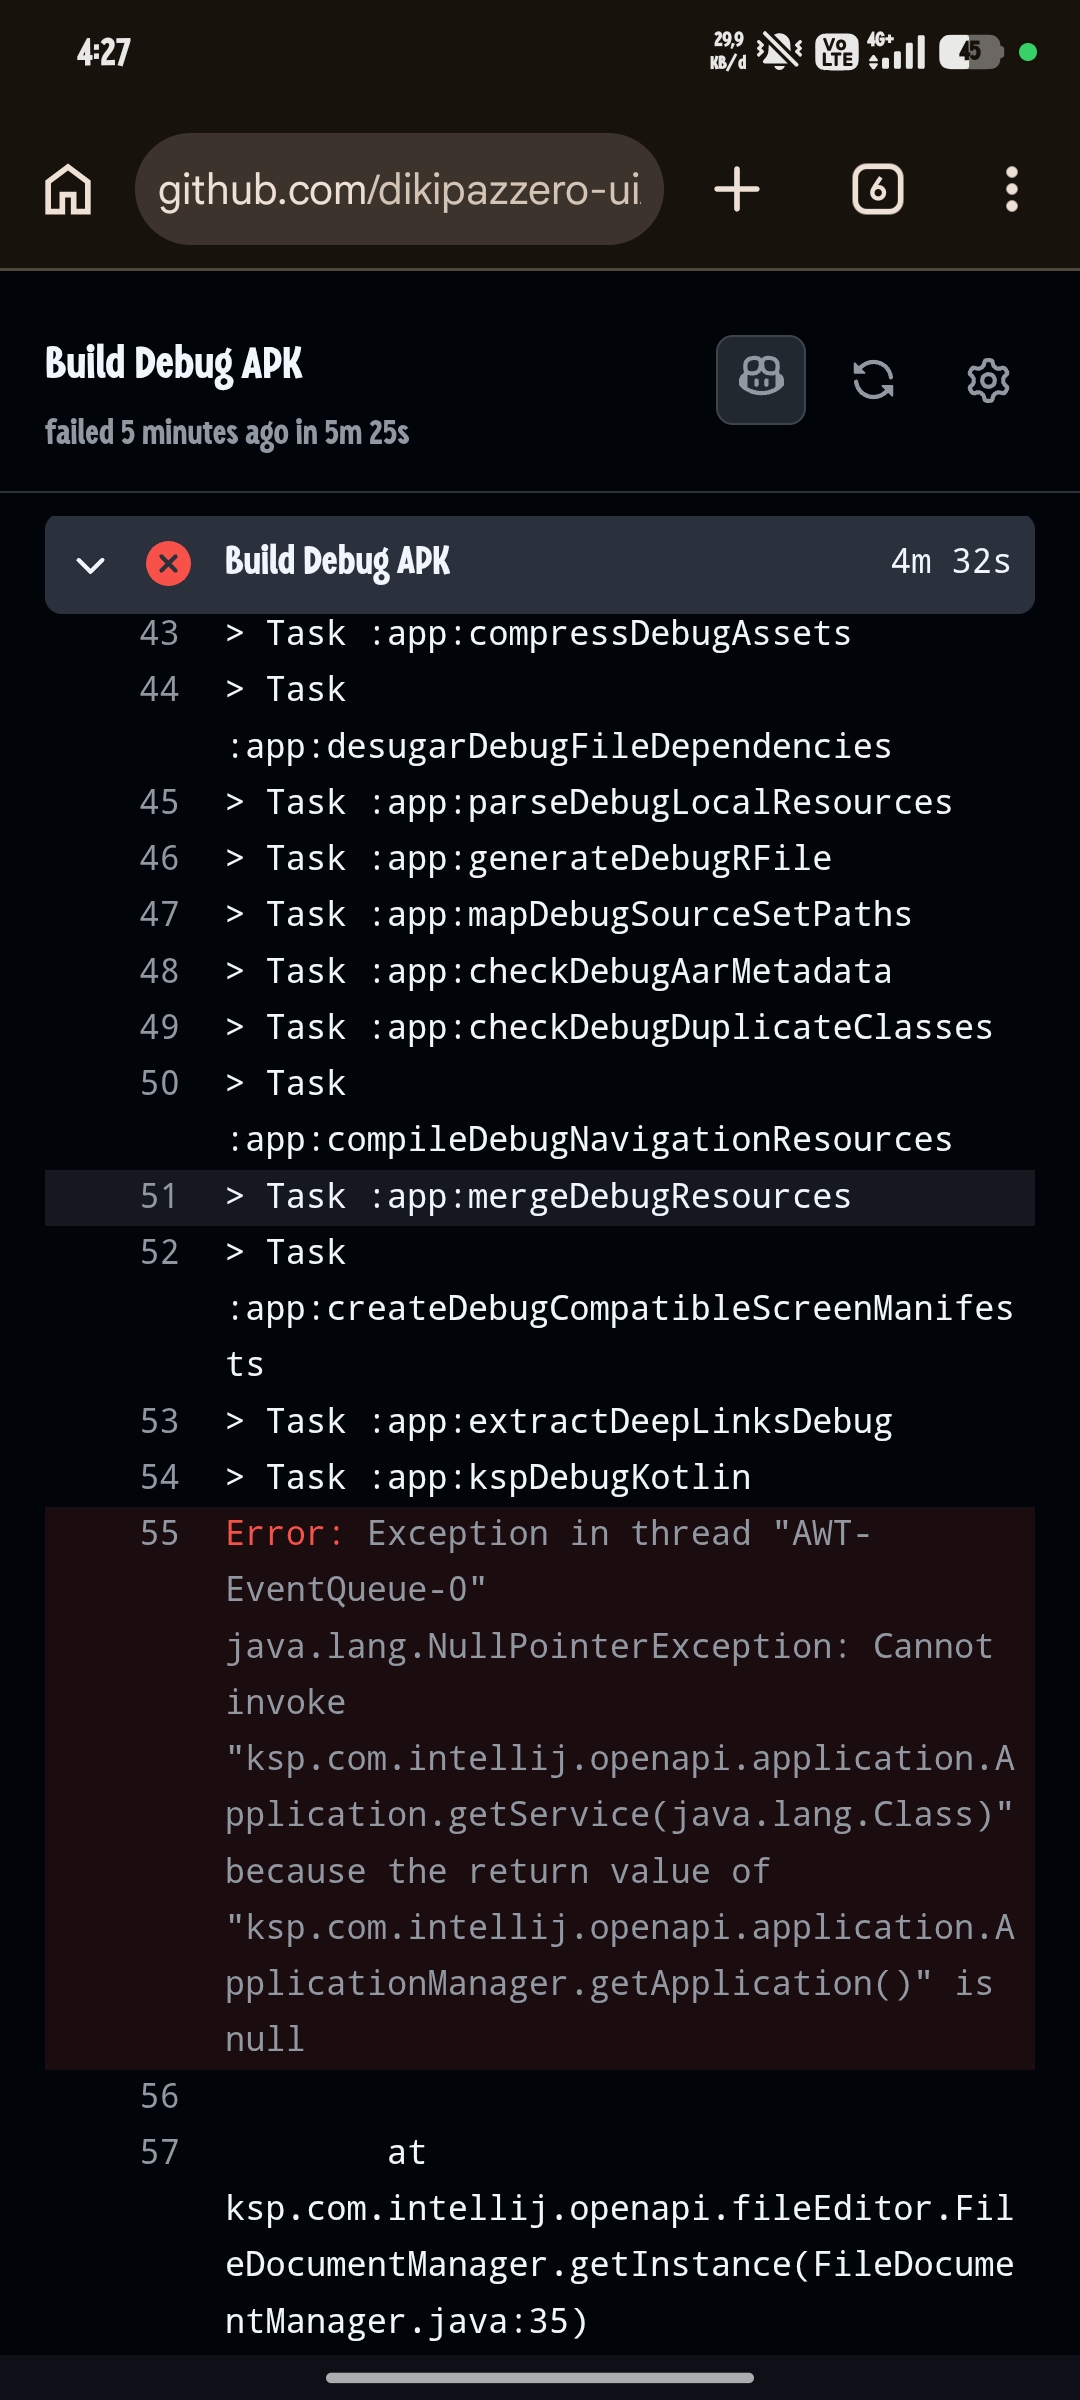 4:27
29,9
KB/d
VO
LTE
4G+
45
github.com/dikipazzero-ui
6
Build Debug APK
failed 5 minutes ago in 5m 25s
Build Debug APK 4m 32s
43 > Task :app:compressDebugAssets
44 > Task
:app:desugarDebugFileDependencies
45 > Task :app:parseDebugLocalResources
46 > Task :app:generateDebugRFile
47 > Task :app:mapDebugSourceSetPaths
48 > Task :app:checkDebugAarMetadata
49 > Task :app:checkDebugDuplicateClasses
50 > Task
:app:compileDebugNavigationResources
51 > Task :app:mergeDebugResources
52 > Task
:app:createDebugCompatibleScreenManifes
ts
53 > Task :app:extractDeepLinksDebug
54 > Task :app:kspDebugKotlin
55 Error: Exception in thread "AWT-
EventQueue-0"
java.lang.NullPointerException: Cannot
invoke
"ksp.com.intellij.openapi.application.A
pplication.getService(java.lang.Class)"
because the return value of
"ksp.com.intellij.openapi.application.A
pplicationManager.getApplication()" is
null
56
57 at
ksp.com.intellij.openapi.fileEditor.Fil
eDocumentManager.getInstance(FileDocume
ntManager.java:35)